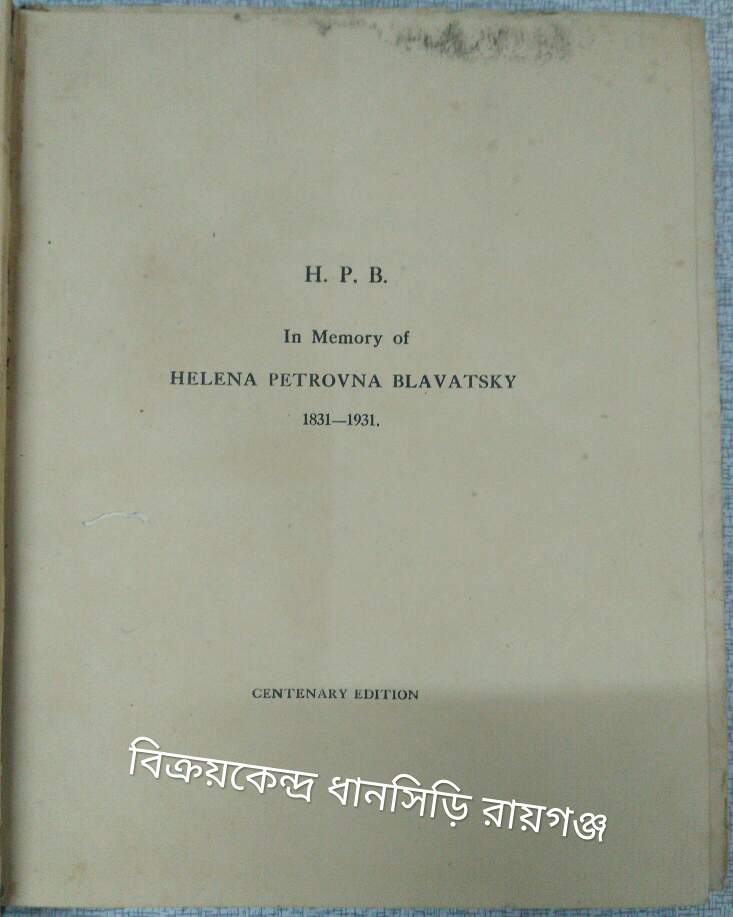 H. P. B.
In Memory of
HELENA PETROVNA BLAVATSKY
1831—1931.
CENTENARY EDITION
বিক্রয়কেন্দ্র ধানসিড়ি রায়গঞ্জ